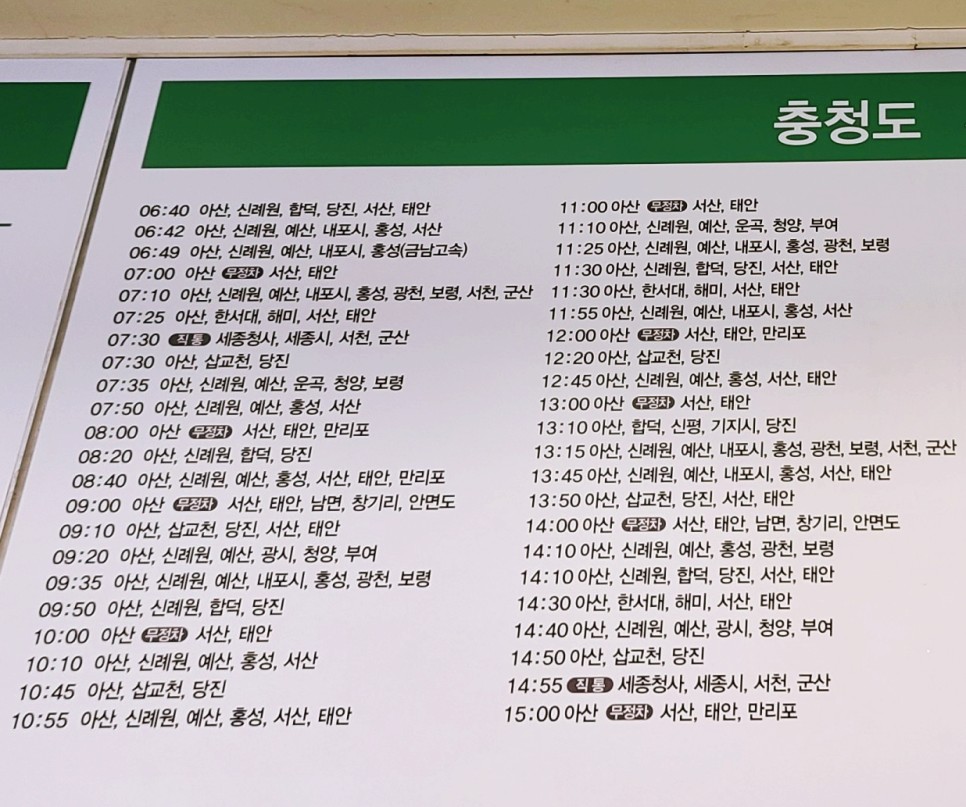 충청도
06:40 아산, 신례원, 합덕, 당진, 서산, 태안
06:42 아산, 신례원, 예산, 내포시, 홍성, 서산
06:49 아산, 신례원, 예산, 내포시, 홍성(금남고속)
07:00 아산 무정차 서산, 태안
07:10 아산, 신례원, 예산, 내포시, 홍성, 광천, 보령, 서천, 군산
07:25 아산, 한서대, 해미, 서산, 태안
07:30 직통 세종청사, 세종시, 서천, 군산
07:30 아산, 삽교천, 당진
07:35 아산, 신례원, 예산, 운곡, 청양, 보령
07:50 아산, 신례원, 예산, 홍성, 서산
08:00 아산 무정차 서산, 태안, 만리포
08:20 아산, 신례원, 합덕, 당진
08:40 아산, 신례원, 예산, 홍성, 서산, 태안, 만리포
09:00 아산 무정차 서산, 태안, 남면, 창기리, 안면도
09:10 아산, 삽교천, 당진, 서산, 태안
09:20 아산, 신례원, 예산, 광시, 청양, 부여
09:35 아산, 신례원, 예산, 내포시, 홍성, 광천, 보령
09:50 아산, 신례원, 합덕, 당진
10:00 아산 무정차 서산, 태안
10:10 아산, 신례원, 예산, 홍성, 서산
10:45 아산, 삽교천, 당진
10:55 아산, 신례원, 예산, 홍성, 서산, 태안
11:00 아산 무정차 서산, 태안
11:10 아산, 신례원, 예산, 운곡, 청양, 부여
11:25 아산, 신례원, 예산, 내포시, 홍성, 광천, 보령
11:30 아산, 신례원, 합덕, 당진, 서산, 태안
11:30 아산, 한서대, 해미, 서산, 태안
11:55 아산, 신례원, 예산, 내포시, 홍성, 서산
12:00 아산 무정차 서산, 태안, 만리포
12:20 아산, 삽교천, 당진
12:45 아산, 신례원, 예산, 홍성, 서산, 태안
13:00 아산 무정차 서산, 태안
13:10 아산, 합덕, 신평, 기지시, 당진
13:15 아산, 신례원, 예산, 내포시, 홍성, 광천, 보령, 서천, 군산
13:45 아산, 신례원, 예산, 내포시, 홍성, 서산, 태안
13:50 아산, 삽교천, 당진, 서산, 태안
14:00 아산 무정차 서산, 태안, 남면, 창기리, 안면도
14:10 아산, 신례원, 예산, 홍성, 광천, 보령
14:10 아산, 신례원, 합덕, 당진, 서산, 태안
14:30 아산, 한서대, 해미, 서산, 태안
14:40 아산, 신례원, 예산, 광시, 청양, 부여
14:50 아산, 삽교천, 당진
14:55 직통 세종청사, 세종시, 서천, 군산
15:00 아산 무정차 서산, 태안, 만리포